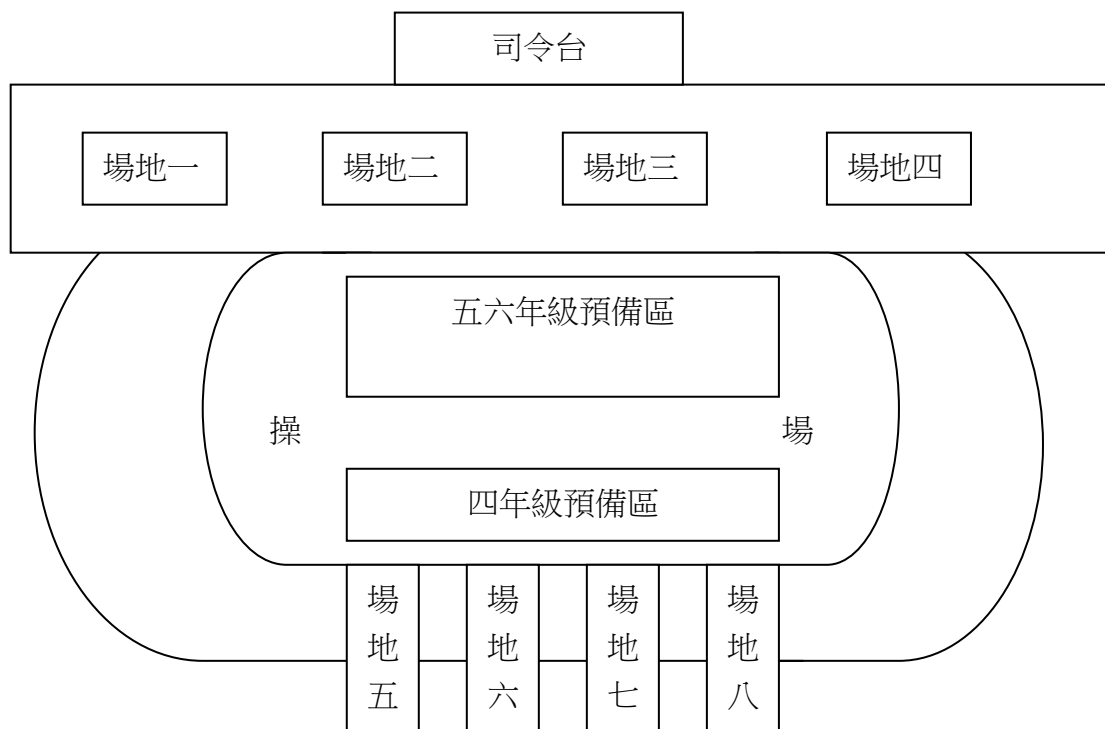 司令台
場地一
場地二
場地三
場地四
五六年級預備區
操
場
四年級預備區
場地五
場地六
場地七
場地八